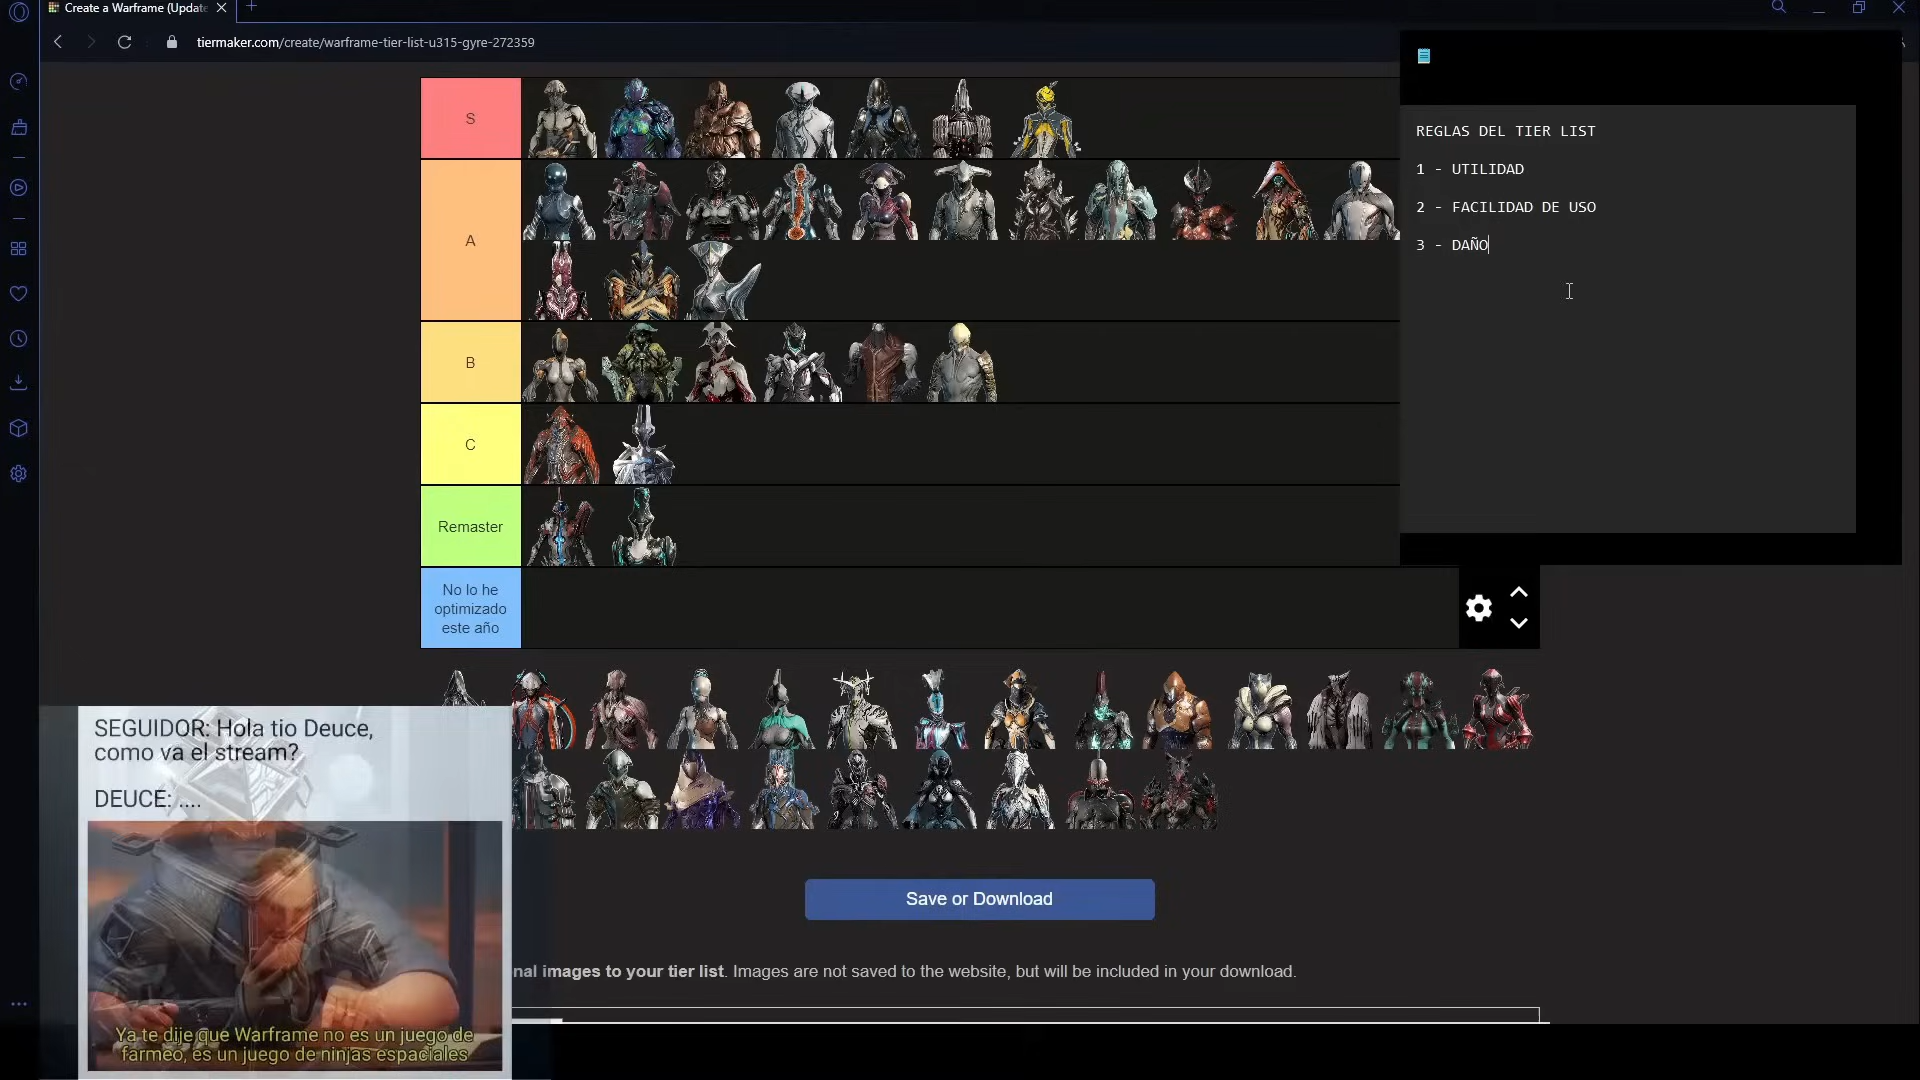 Create a Warframe (Update
tiermaker.com/create/warframe-tier-list-u315-gyre-272359
S
A
B
C
Remaster
No lo he
optimizado
este año
REGLAS DEL TIER LIST
1 - UTILIDAD
2 - FACILIDAD DE USO
3 - DAÑO
SEGUIDOR: Hola tio Deuce,
como va el stream?
DEUCE: ....
Ya te dije que Warframe no es un juego de
farmeo, es un juego de ninjas espaciales
Save or Download
nal images to your tier list. Images are not saved to the website, but will be included in your download.